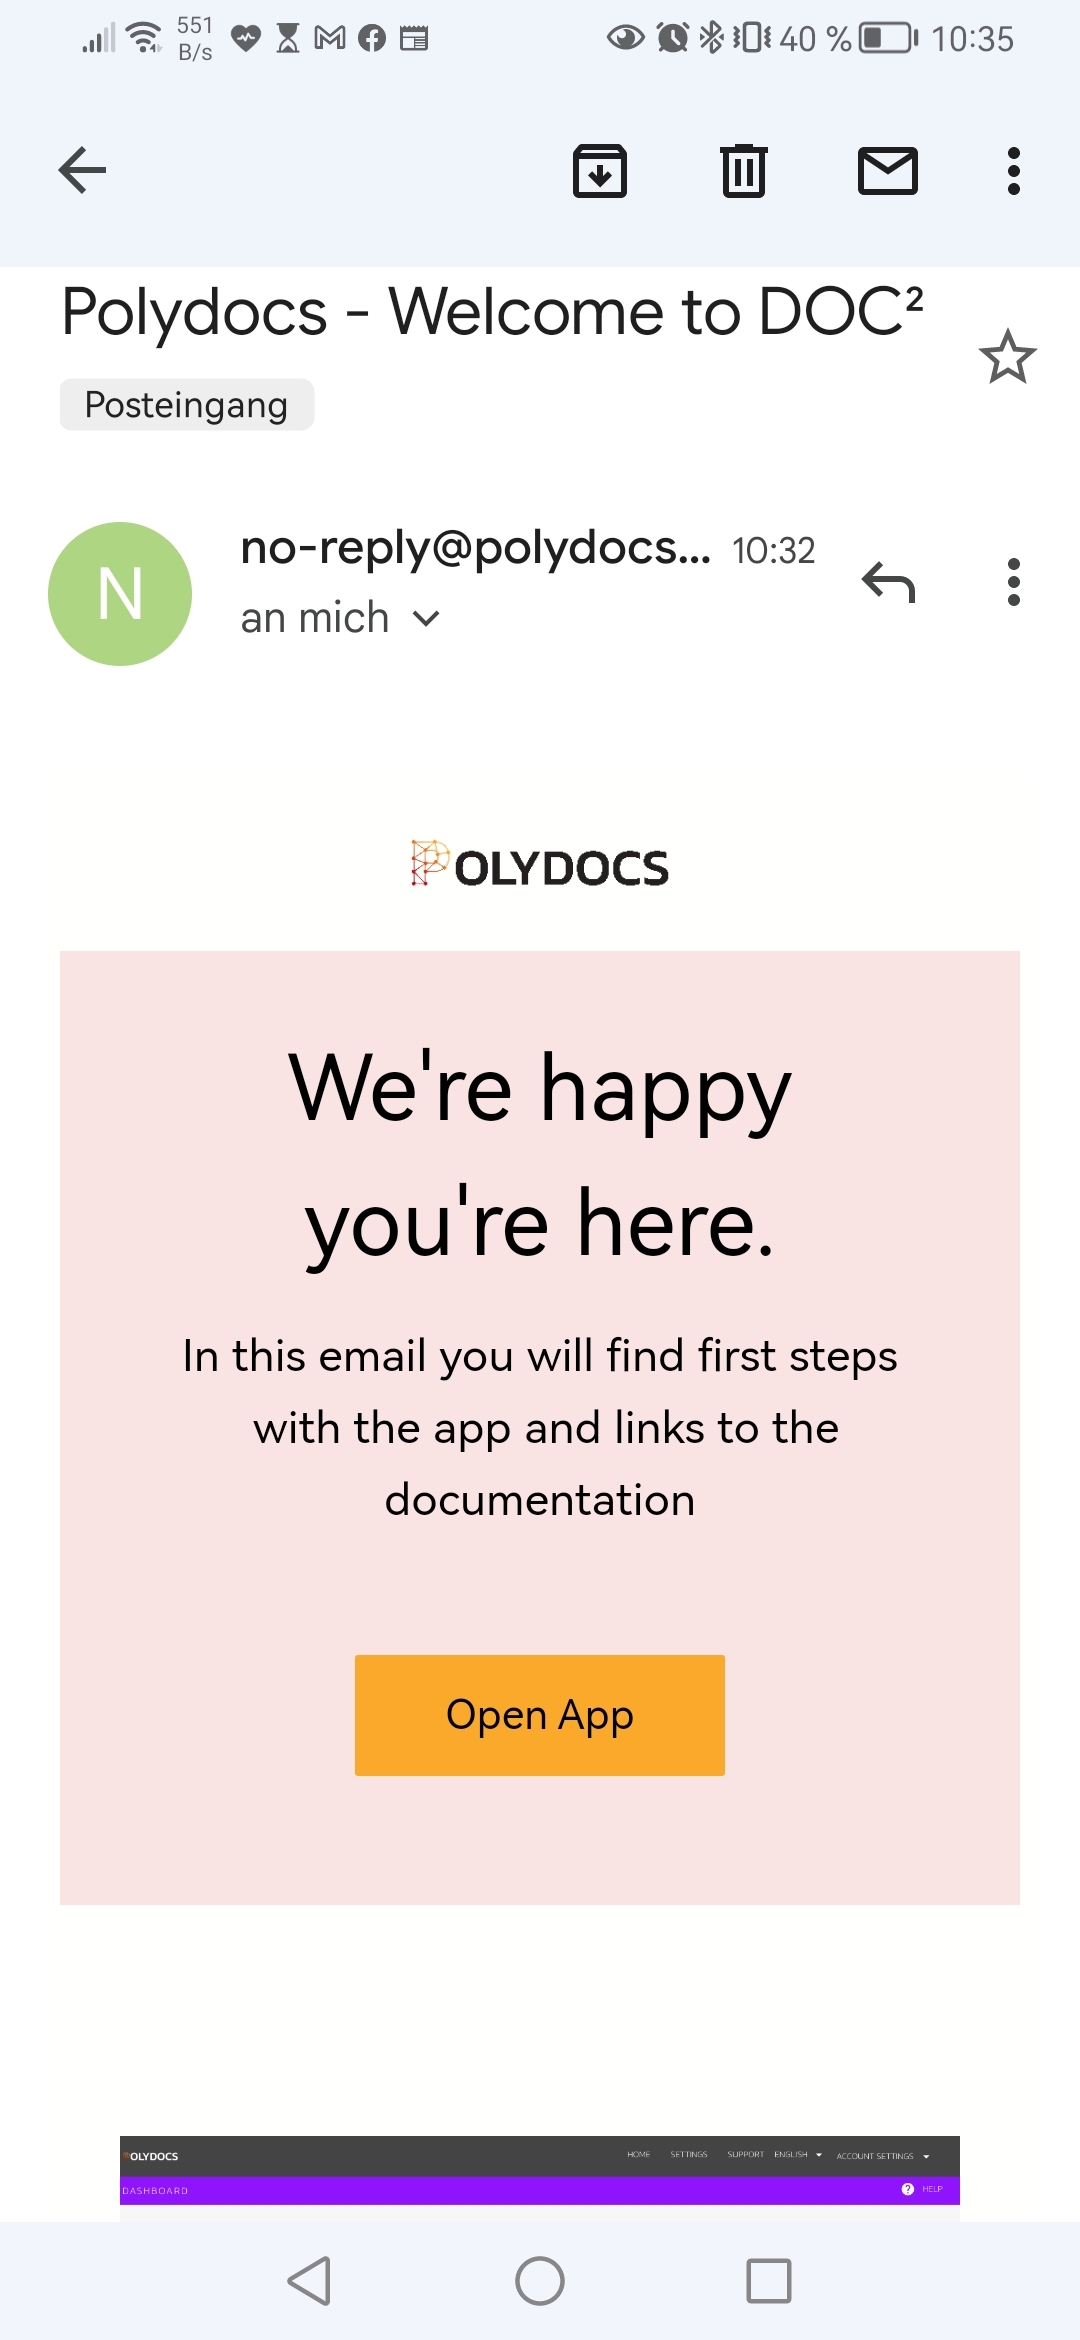 551
B/s
40 %
10:35
Polydocs - Welcome to DOC²
Posteingang
N
no-reply@polydocs... 10:32
an mich
POLYDOCS
We're happy
you're here.
In this email you will find first steps
with the app and links to the
documentation
Open App
POLYDOCS HOME SETTINGS SUPPORT ENGLISH ACCOUNT SETTINGS
DASHBOARD ? HELP